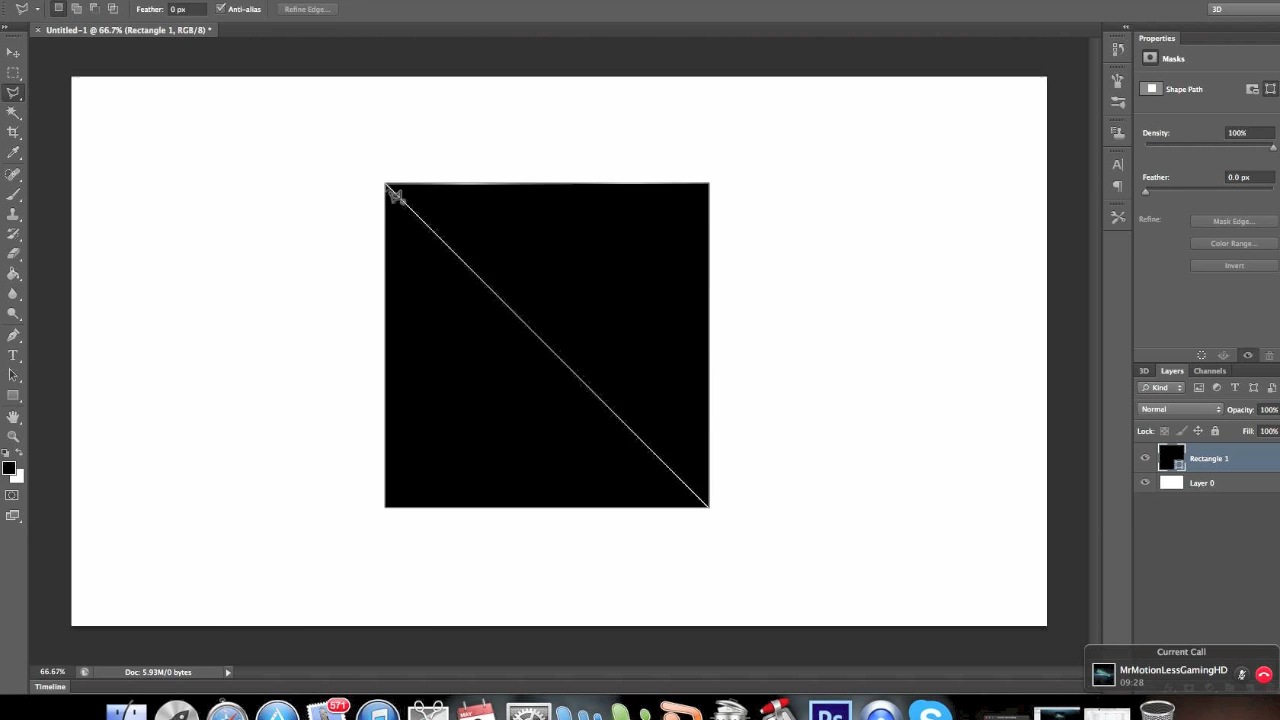 Feather: 0 px Anti-alias Refine Edge... 3D
Untitled-1 @ 66.7% (Rectangle 1, RGB/8) *
Properties
Masks
Shape Path
Density: 100%
Feather: 0.0 px
Refine: Mask Edge...
Color Range...
Invert
3D Layers Channels
Kind
Normal Opacity: 100%
Lock: Fill: 100%
Rectangle 1
Layer 0
66.67% Doc: 5.93M/0 bytes
Timeline
Current Call
MrMotionLessGamingHD
09:28
571
MAY
Ps